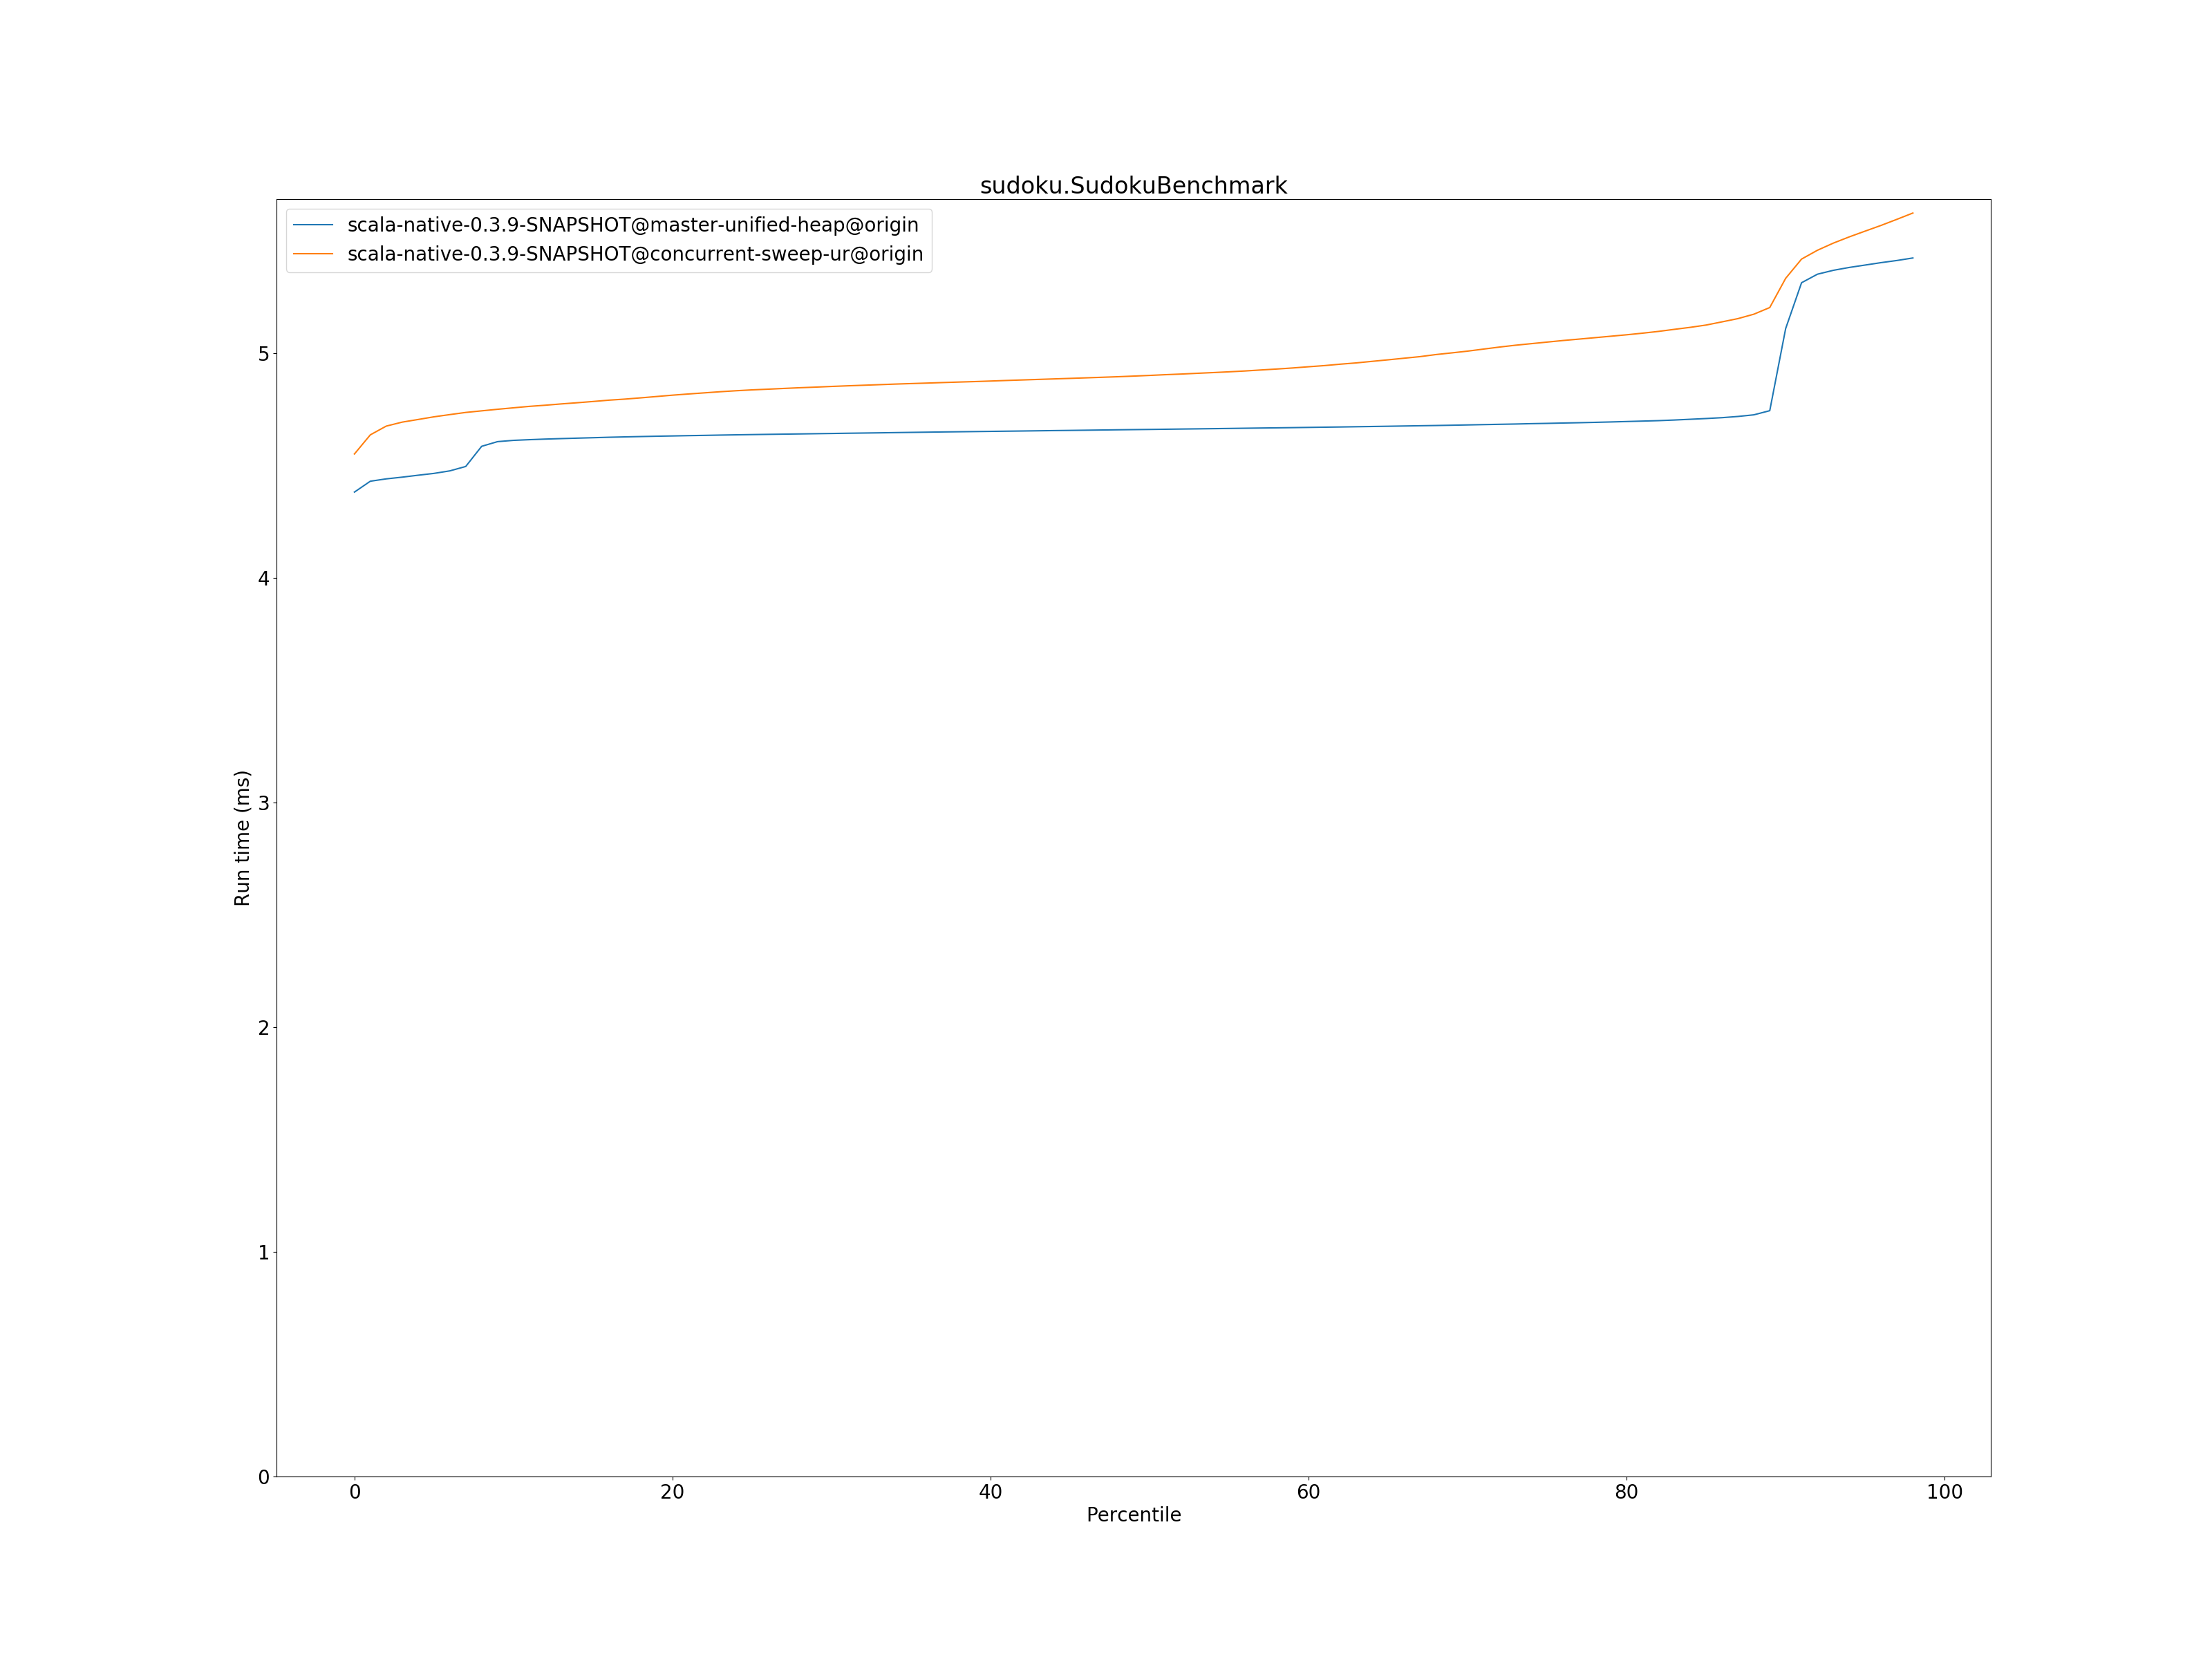 sudoku.SudokuBenchmark
scala-native-0.3.9-SNAPSHOT@master-unified-heap@origin
scala-native-0.3.9-SNAPSHOT@concurrent-sweep-ur@origin
5
4
3
2
1
0
Run time (ms)
0 20 40 60 80 100
Percentile